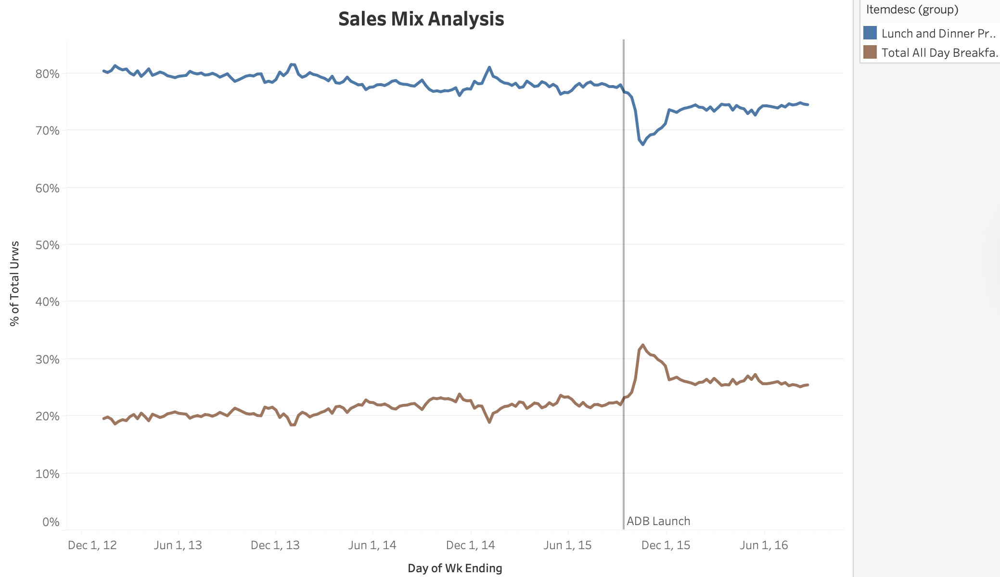 Sales Mix Analysis
Itemdesc (group)
Lunch and Dinner Pr..
Total All Day Breakfa..
80%
70%
60%
50%
40%
30%
20%
10%
0%
% of Total Urws
ADB Launch
Dec 1, 12
Jun 1, 13
Dec 1, 13
Jun 1, 14
Dec 1, 14
Jun 1, 15
Dec 1, 15
Jun 1, 16
Day of Wk Ending